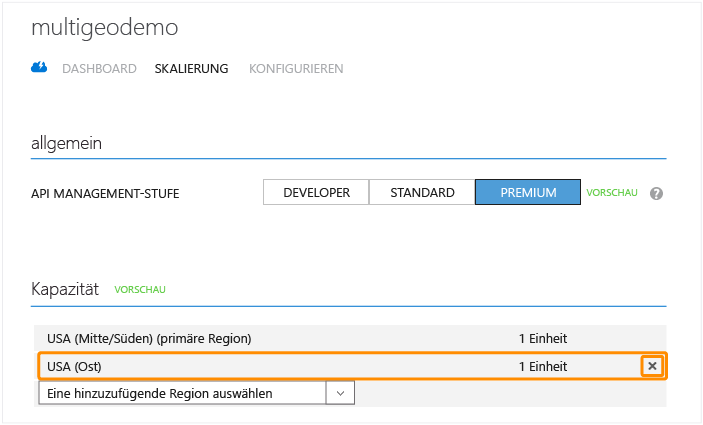 multigeodemo
DASHBOARD SKALIERUNG KONFIGURIEREN
allgemein
API MANAGEMENT-STUFE DEVELOPER STANDARD PREMIUM VORSCHAU ?
Kapazität VORSCHAU
USA (Mitte/Süden) (primäre Region) 1 Einheit
USA (Ost) 1 Einheit
Eine hinzuzufügende Region auswählen